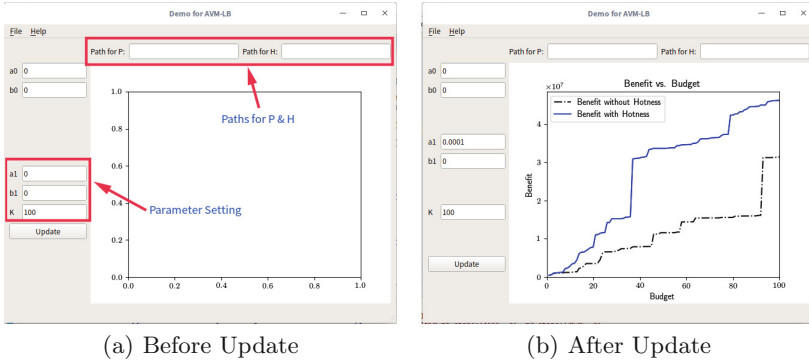 Demo for AVM-LB
File Help
Path for P: Path for H:
a0 0
b0 0
Paths for P & H
a1 0
b1 0
K 100
Update
Parameter Setting
1.0
0.8
0.6
0.4
0.2
0.0
0.0 0.2 0.4 0.6 0.8 1.0
(a) Before Update
Demo for AVM-LB
File Help
Path for P: Path for H:
a0 0
b0 0
a1 0.0001
b1 0
K 100
Update
Benefit vs. Budget
×10⁷
Benefit without Hotness
Benefit with Hotness
Benefit
4
3
2
1
0
0 20 40 60 80 100
Budget
(b) After Update